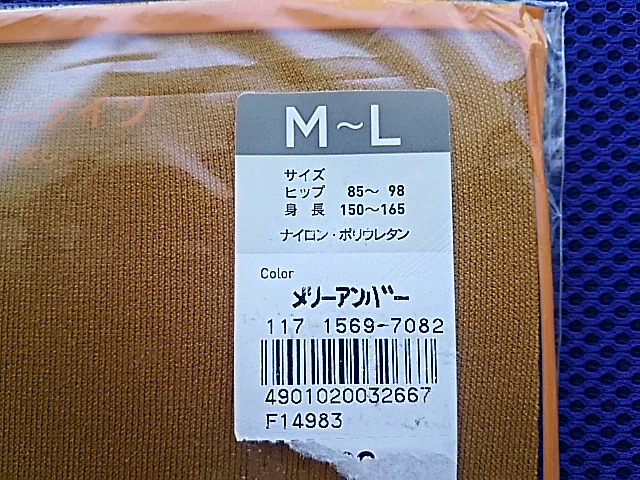 M~L
サイズ
ヒップ 85～ 98
身長 150～165
ナイロン・ポリウレタン
Color
メリーアンバー
117 1569-7082
4901020032667
F14983